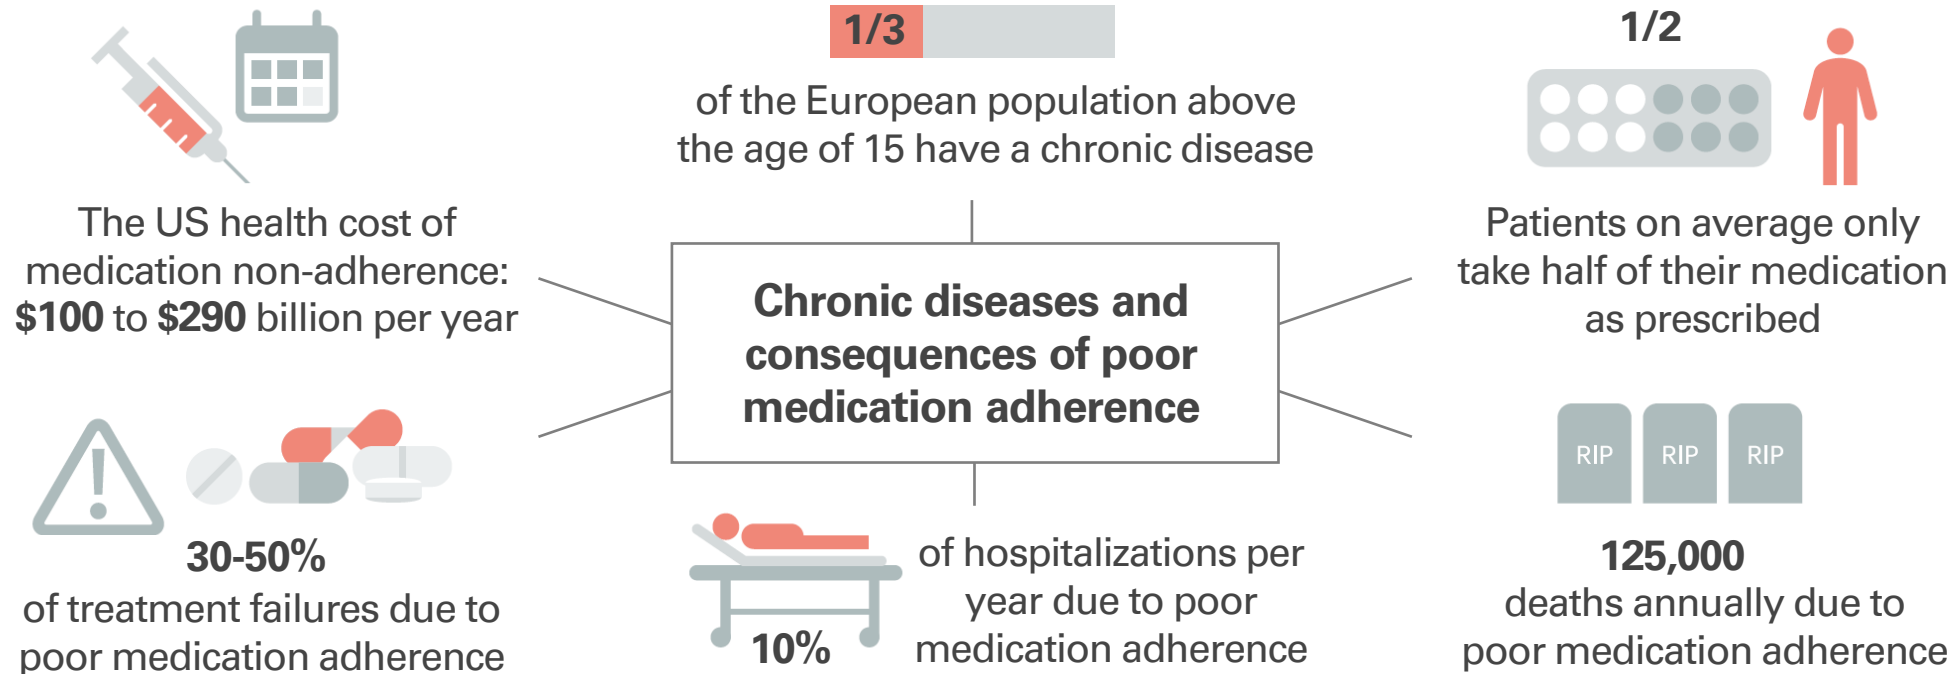 1/3
of the European population above
the age of 15 have a chronic disease
1/2
Patients on average only
take half of their medication
as prescribed
The US health cost of
medication non-adherence:
$100 to $290 billion per year
Chronic diseases and
consequences of poor
medication adherence
30-50%
of treatment failures due to
poor medication adherence
10%
of hospitalizations per
year due to poor
medication adherence
RIP
RIP
RIP
125,000
deaths annually due to
poor medication adherence